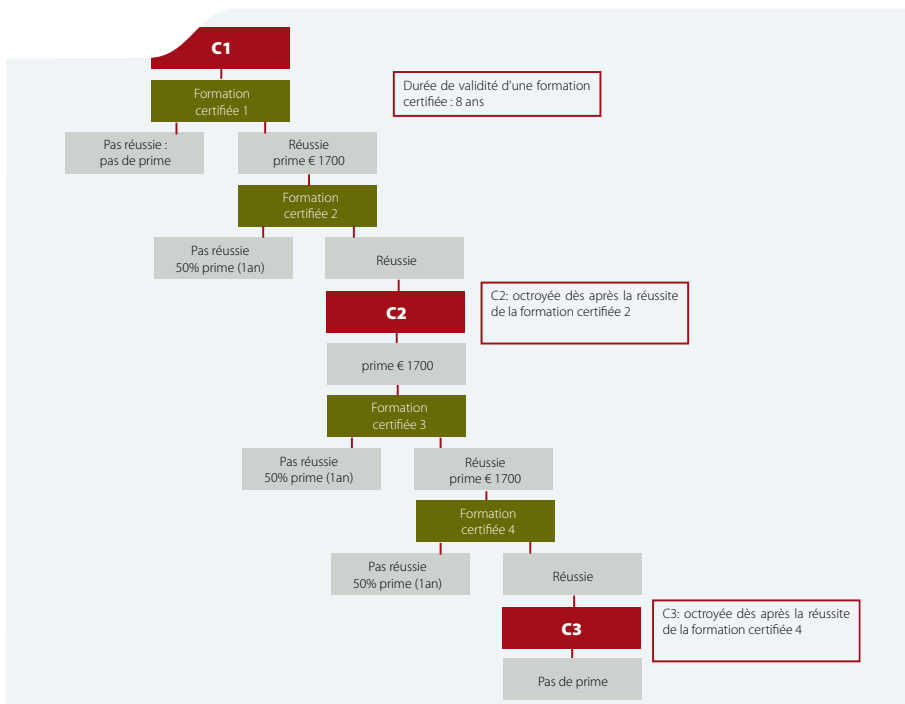 C1
Formation
certifiée 1
Durée de validité d'une formation
certifiée : 8 ans
Pas réussie :
pas de prime
Réussie
prime € 1700
Formation
certifiée 2
Pas réussie
50% prime (1an)
Réussie
C2
C2: octroyée dès après la réussite
de la formation certifiée 2
prime € 1700
Formation
certifiée 3
Pas réussie
50% prime (1an)
Réussie
prime € 1700
Formation
certifiée 4
Pas réussie
50% prime (1an)
Réussie
C3
C3: octroyée dès après la réussite
de la formation certifiée 4
Pas de prime